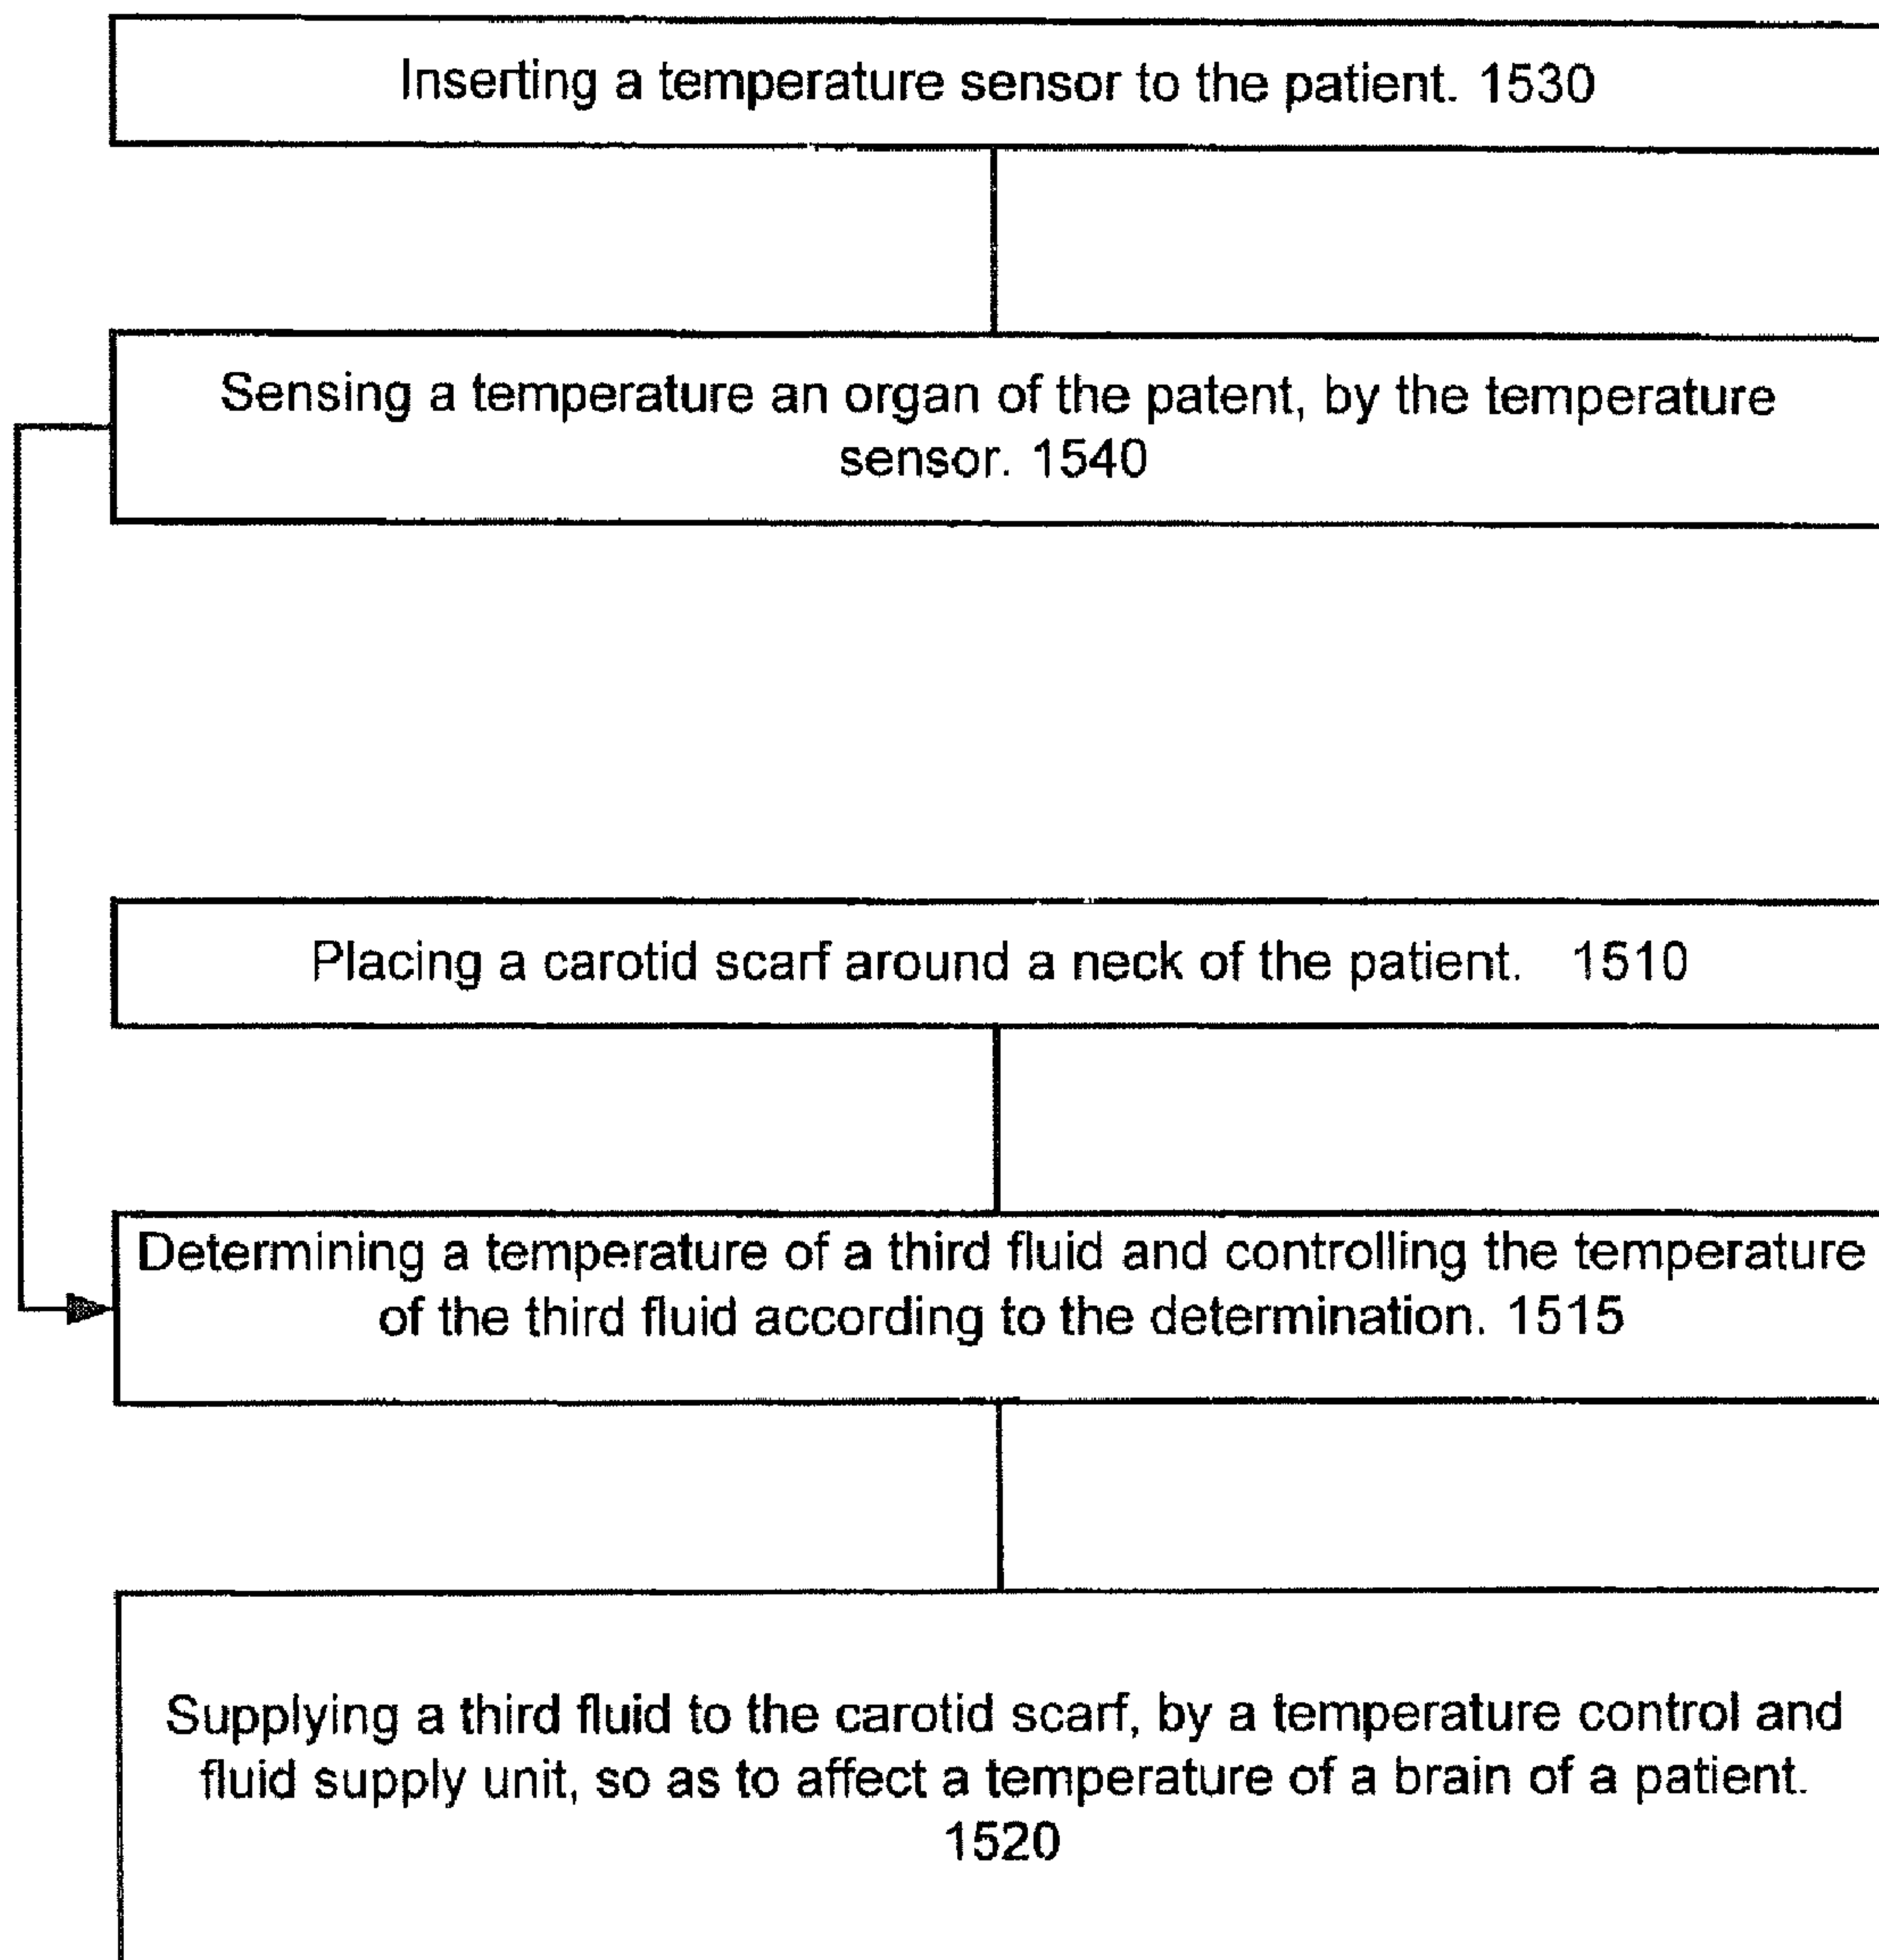 Inserting a temperature sensor to the patient. 1530
Sensing a temperature an organ of the patent, by the temperature
sensor. 1540
Placing a carotid scarf around a neck of the patient. 1510
Determining a temperature of a third fluid and controlling the temperature
of the third fluid according to the determination. 1515
Supplying a third fluid to the carotid scarf, by a temperature control and
fluid supply unit, so as to affect a temperature of a brain of a patient.
1520